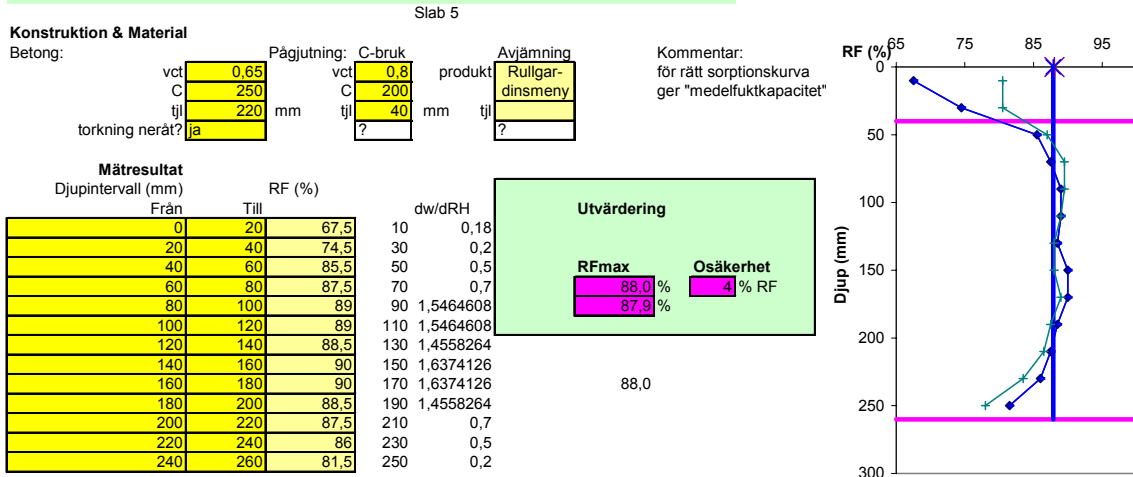 Slab 5
Konstruktion & Material
Betong: Pågjutning: C-bruk Avjämning Kommentar:
vct 0,65 vct 0,8 produkt Rullgar- för rätt sorptionskurva
C 250 C 200 dinsmeny ger "medelfuktkapacitet"
tjl 220 mm tjl 40 mm tjl
torkning neråt? ja ? ?
Mätresultat
Djupintervall (mm) RF (%)
Från Till dw/dRH Utvärdering
0 20 67,5 10 0,18
20 40 74,5 30 0,2
40 60 85,5 50 0,5 RFmax Osäkerhet
60 80 87,5 70 0,7 88,0 % 4 % RF
80 100 89 90 1,5464608 87,9 %
100 120 89 110 1,5464608
120 140 88,5 130 1,4558264
140 160 90 150 1,6374126
160 180 90 170 1,6374126 88,0
180 200 88,5 190 1,4558264
200 220 87,5 210 0,7
220 240 86 230 0,5
240 260 81,5 250 0,2
RF (%)
65 75 85 95
Djup (mm)
0
50
100
150
200
250
300